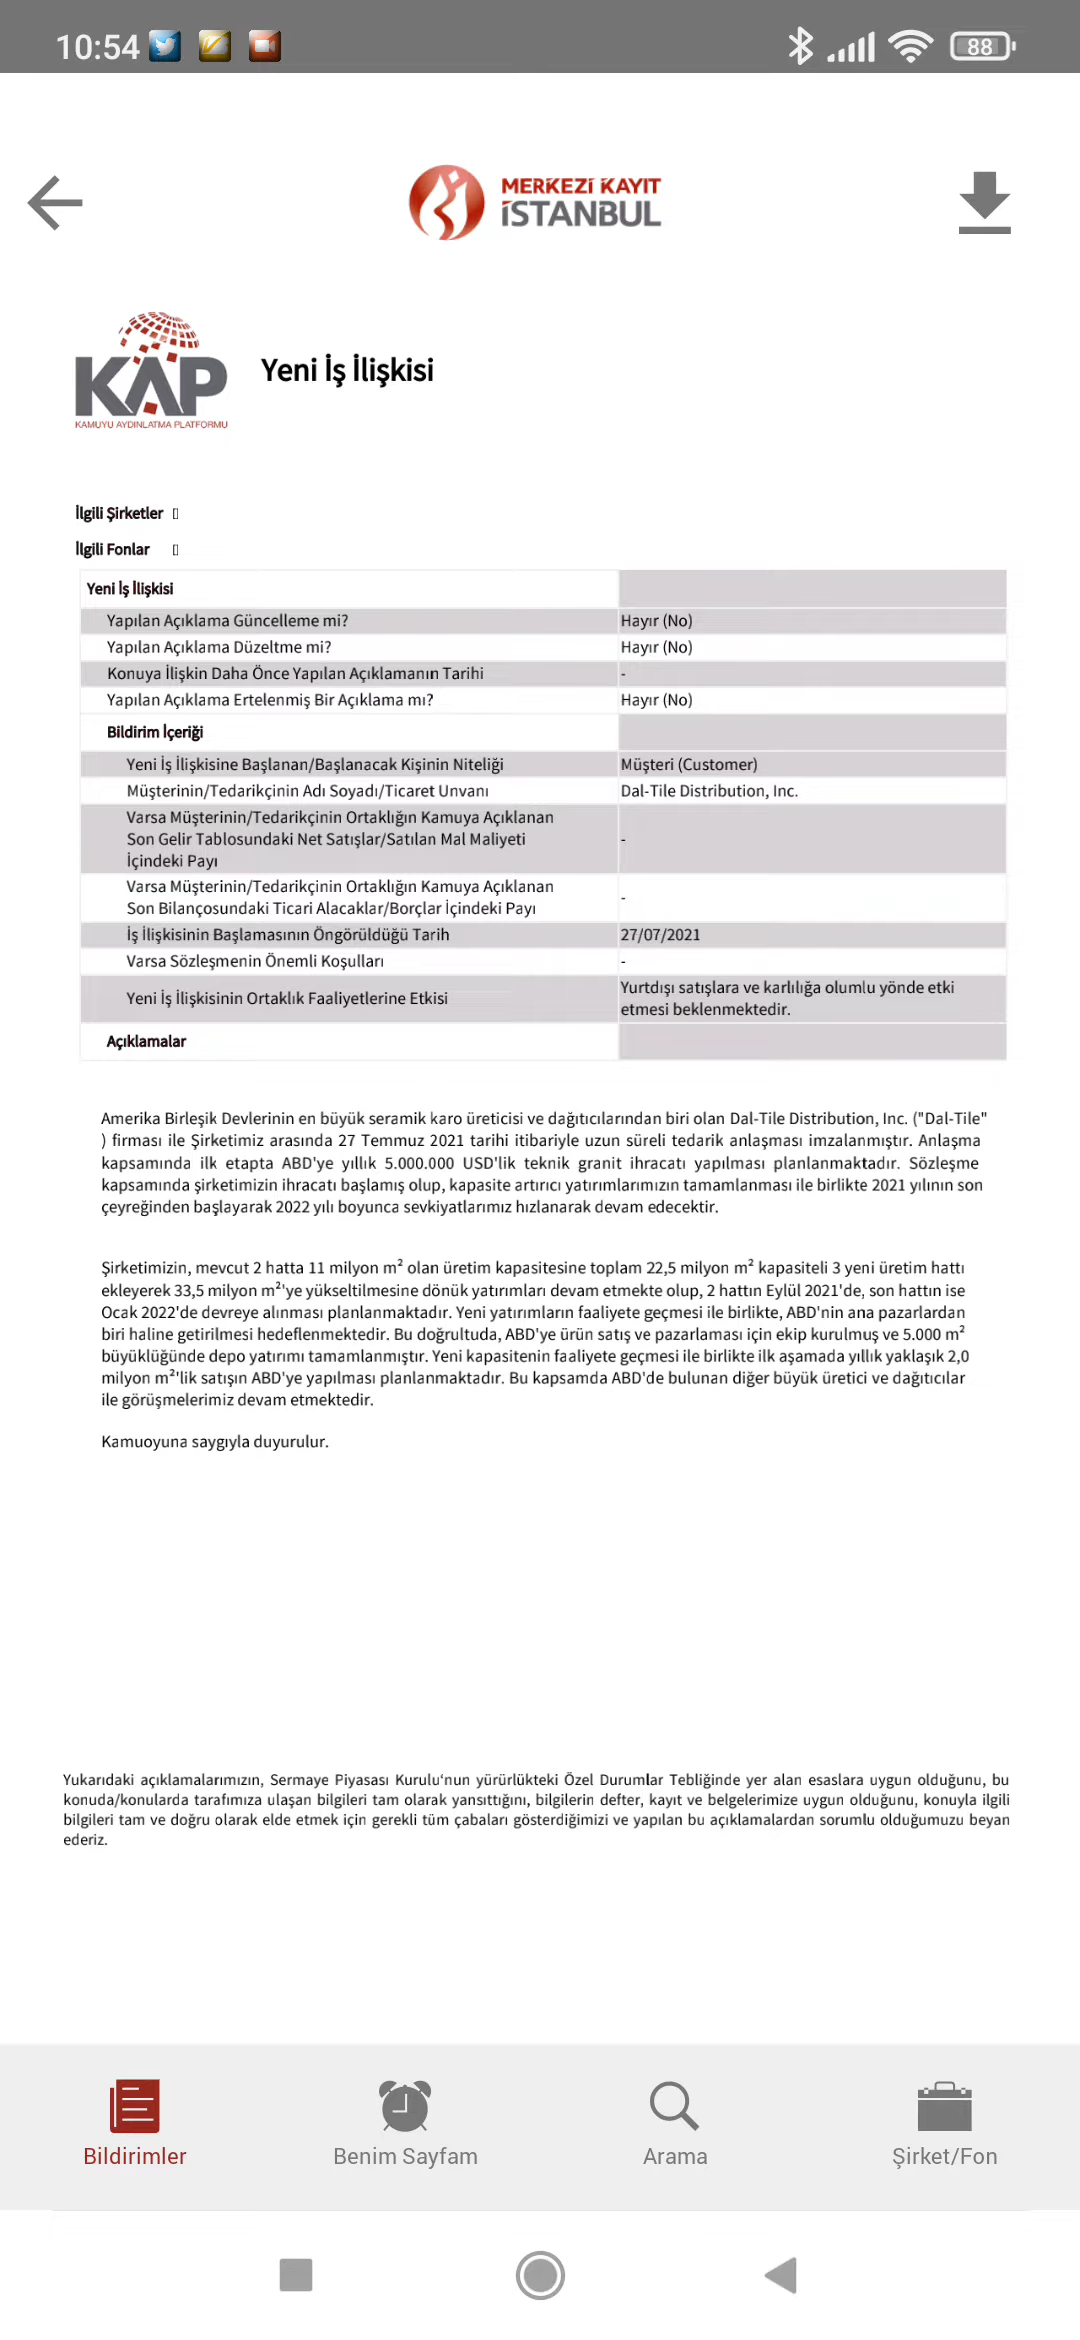 10:54
88
MERKEZİ KAYIT
İSTANBUL
KAP
KAMUYU AYDINLATMA PLATFORMU
Yeni İş İlişkisi
İlgili Şirketler []
İlgili Fonlar []
Yeni İş İlişkisi
Yapılan Açıklama Güncelleme mi? Hayır (No)
Yapılan Açıklama Düzeltme mi? Hayır (No)
Konuya İlişkin Daha Önce Yapılan Açıklamanın Tarihi -
Yapılan Açıklama Ertelenmiş Bir Açıklama mı? Hayır (No)
Bildirim İçeriği
Yeni İş İlişkisine Başlanan/Başlanacak Kişinin Niteliği Müşteri (Customer)
Müşterinin/Tedarikçinin Adı Soyadı/Ticaret Unvanı Dal-Tile Distribution, Inc.
Varsa Müşterinin/Tedarikçinin Ortaklığın Kamuya Açıklanan
Son Gelir Tablosundaki Net Satışlar/Satılan Mal Maliyeti -
İçindeki Payı
Varsa Müşterinin/Tedarikçinin Ortaklığın Kamuya Açıklanan
Son Bilançosundaki Ticari Alacaklar/Borçlar İçindeki Payı -
İş İlişkisinin Başlamasının Öngörüldüğü Tarih 27/07/2021
Varsa Sözleşmenin Önemli Koşulları -
Yeni İş İlişkisinin Ortaklık Faaliyetlerine Etkisi Yurtdışı satışlara ve karlılığa olumlu yönde etki
etmesi beklenmektedir.
Açıklamalar
Amerika Birleşik Devlerinin en büyük seramik karo üreticisi ve dağıtıcılarından biri olan Dal-Tile Distribution, Inc. ("Dal-Tile"
) firması ile Şirketimiz arasında 27 Temmuz 2021 tarihi itibariyle uzun süreli tedarik anlaşması imzalanmıştır. Anlaşma
kapsamında ilk etapta ABD'ye yıllık 5.000.000 USD'lik teknik granit ihracatı yapılması planlanmaktadır. Sözleşme
kapsamında şirketimizin ihracatı başlamış olup, kapasite artırıcı yatırımlarımızın tamamlanması ile birlikte 2021 yılının son
çeyreğinden başlayarak 2022 yılı boyunca sevkiyatlarımız hızlanarak devam edecektir.
Şirketimizin, mevcut 2 hatta 11 milyon m² olan üretim kapasitesine toplam 22,5 milyon m² kapasiteli 3 yeni üretim hattı
ekleyerek 33,5 milyon m²'ye yükseltilmesine dönük yatırımları devam etmekte olup, 2 hattın Eylül 2021'de, son hattın ise
Ocak 2022'de devreye alınması planlanmaktadır. Yeni yatırımların faaliyete geçmesi ile birlikte, ABD'nin ana pazarlardan
biri haline getirilmesi hedeflenmektedir. Bu doğrultuda, ABD'ye ürün satış ve pazarlaması için ekip kurulmuş ve 5.000 m²
büyüklüğünde depo yatırımı tamamlanmıştır. Yeni kapasitenin faaliyete geçmesi ile birlikte ilk aşamada yıllık yaklaşık 2,0
milyon m²'lik satışın ABD'ye yapılması planlanmaktadır. Bu kapsamda ABD'de bulunan diğer büyük üretici ve dağıtıcılar
ile görüşmelerimiz devam etmektedir.
Kamuoyuna saygıyla duyurulur.
Yukarıdaki açıklamalarımızın, Sermaye Piyasası Kurulu'nun yürürlükteki Özel Durumlar Tebliğinde yer alan esaslara uygun olduğunu, bu
konuda/konularda tarafımıza ulaşan bilgileri tam olarak yansıttığını, bilgilerin defter, kayıt ve belgelerimize uygun olduğunu, konuyla ilgili
bilgileri tam ve doğru olarak elde etmek için gerekli tüm çabaları gösterdiğimizi ve yapılan bu açıklamalardan sorumlu olduğumuzu beyan
ederiz.
Bildirimler
Benim Sayfam
Arama
Şirket/Fon